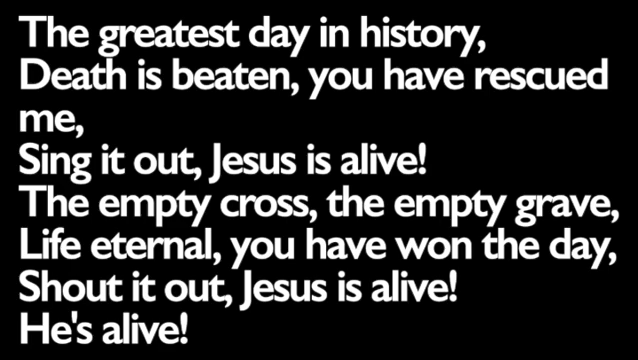 The greatest day in history,
Death is beaten, you have rescued
me,
Sing it out, Jesus is alive!
The empty cross, the empty grave,
Life eternal, you have won the day,
Shout it out, Jesus is alive!
He's alive!